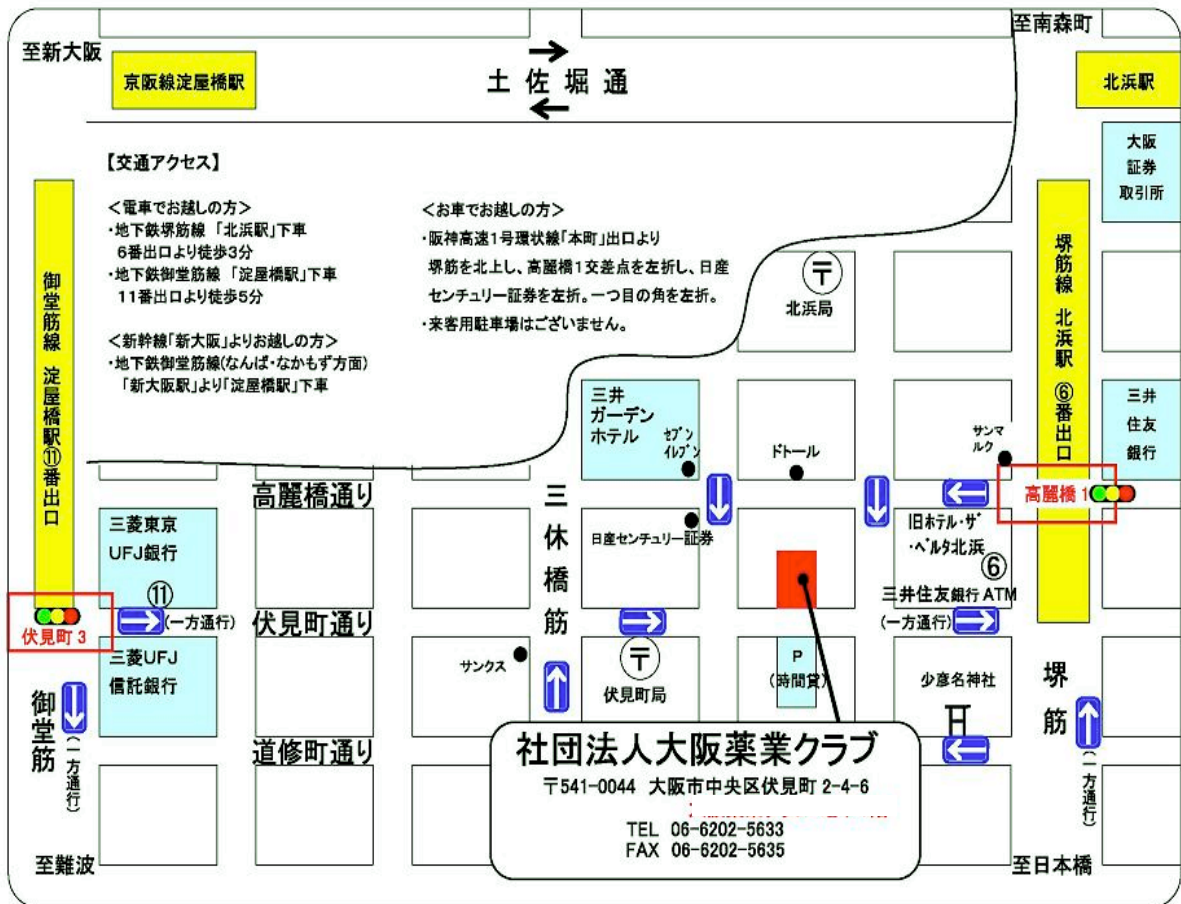 至新大阪
京阪線淀屋橋駅
土佐堀通
至南森町
北浜駅
大阪
証券
取引所
【交通アクセス】
<電車でお越しの方>
・地下鉄堺筋線 「北浜駅」下車
6番出口より徒歩3分
・地下鉄御堂筋線 「淀屋橋駅」下車
11番出口より徒歩5分
<新幹線「新大阪」よりお越しの方>
・地下鉄御堂筋線(なんば・なかもず方面)
「新大阪駅」より「淀屋橋駅」下車
<お車でお越しの方>
・阪神高速1号環状線「本町」出口より
堺筋を北上し、高麗橋1交差点を左折し、日産
センチュリー証券を左折。一つ目の角を左折。
・来客用駐車場はございません。
〒
北浜局
御堂筋線 淀屋橋駅⑪番出口
堺筋線 北浜駅 ⑥番出口
三井
ガーデン
ホテル
セブン
イレブン
ドトール
サンマ
ルク
三井
住友
銀行
高麗橋通り
三休橋筋
高麗橋 1
三菱東京
UFJ銀行
⑪
日産センチュリー証券
旧ホテル・ザ
・ベルタ北浜
⑥
三井住友銀行 ATM
(一方通行)
伏見町 3
(一方通行)
伏見町通り
三菱UFJ
信託銀行
サンクス
〒
伏見町局
P
(時間貸)
少彦名神社
御堂筋
(一方通行)
道修町通り
堺筋
(一方通行)
社団法人大阪薬業クラブ
〒541-0044 大阪市中央区伏見町 2-4-6
TEL 06-6202-5633
FAX 06-6202-5635
至難波
至日本橋